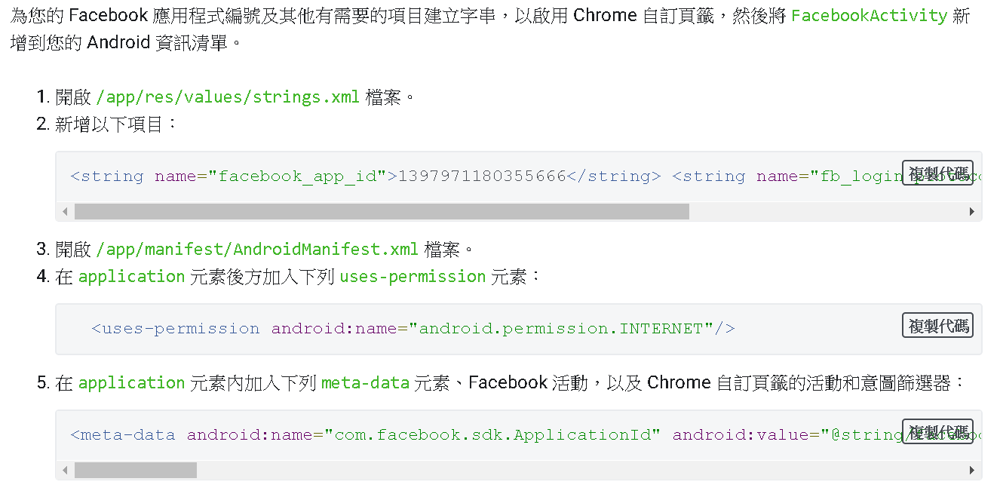 為您的 Facebook 應用程式編號及其他有需要的項目建立字串，以啟用 Chrome 自訂頁籤，然後將 FacebookActivity 新
增到您的 Android 資訊清單。
1. 開啟 /app/res/values/strings.xml 檔案。
2. 新增以下項目：
<string name="facebook_app_id">1397971180355666</string> <string name="fb_login
複製代碼
3. 開啟 /app/manifest/AndroidManifest.xml 檔案。
4. 在 application 元素後方加入下列 uses-permission 元素：
<uses-permission android:name="android.permission.INTERNET"/>
複製代碼
5. 在 application 元素內加入下列 meta-data 元素、Facebook 活動，以及 Chrome 自訂頁籤的活動和意圖篩選器：
<meta-data android:name="com.facebook.sdk.ApplicationId" android:value="@string
複製代碼